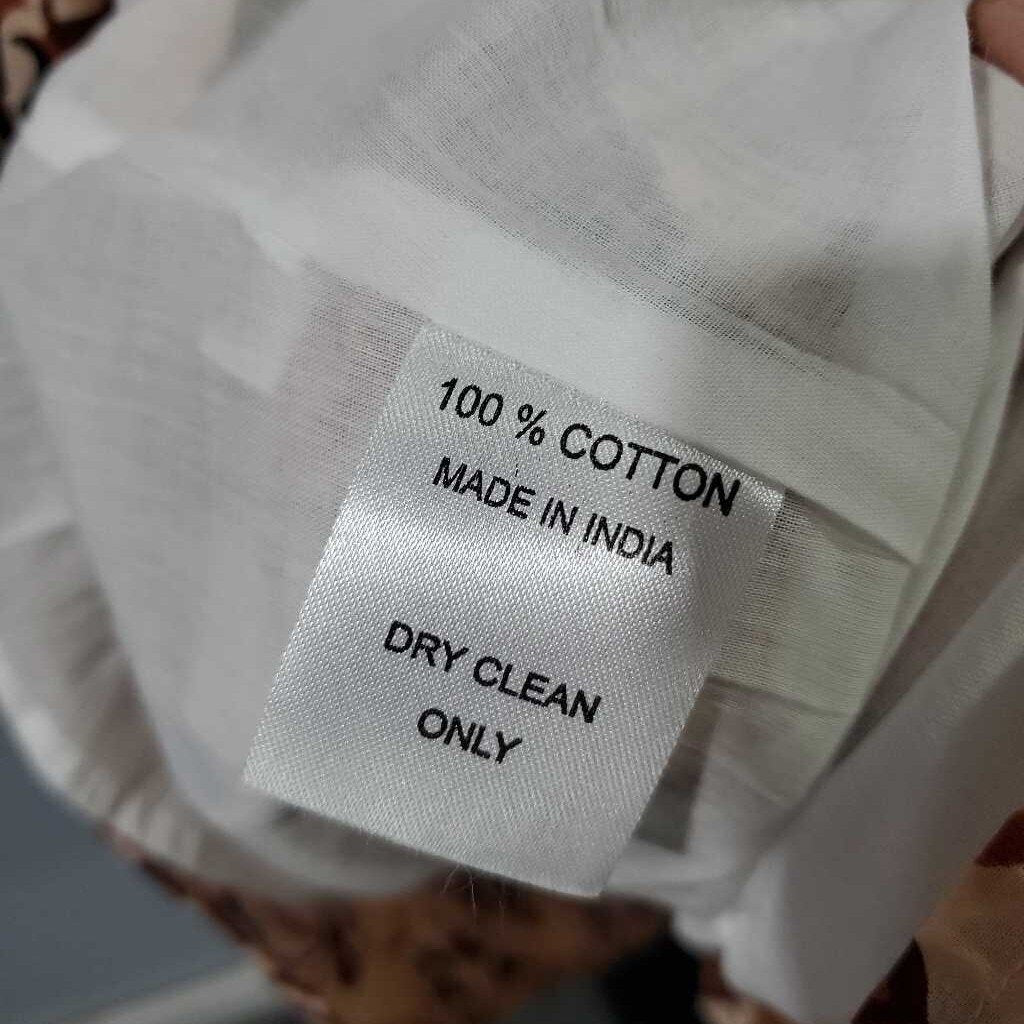 100 % COTTON
MADE IN INDIA
DRY CLEAN
ONLY